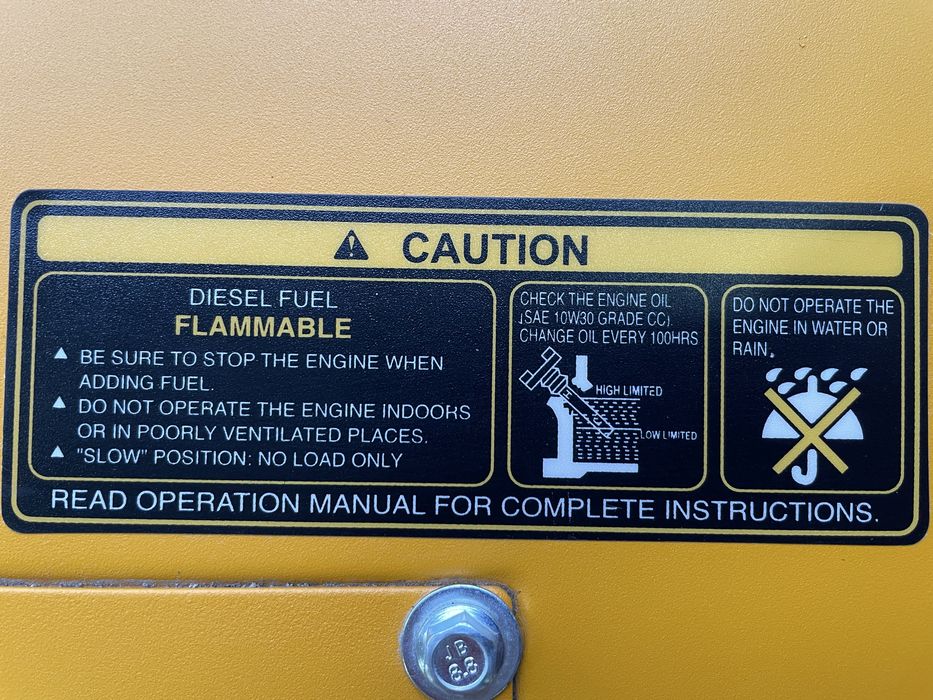 CAUTION
DIESEL FUEL
FLAMMABLE
▲ BE SURE TO STOP THE ENGINE WHEN
ADDING FUEL.
▲ DO NOT OPERATE THE ENGINE INDOORS
OR IN POORLY VENTILATED PLACES.
▲ "SLOW" POSITION: NO LOAD ONLY
CHECK THE ENGINE OIL
(SAE 10W30 GRADE CC).
CHANGE OIL EVERY 100HRS
HIGH LIMITED
LOW LIMITED
DO NOT OPERATE THE
ENGINE IN WATER OR
RAIN.
READ OPERATION MANUAL FOR COMPLETE INSTRUCTIONS.
JB
8.8